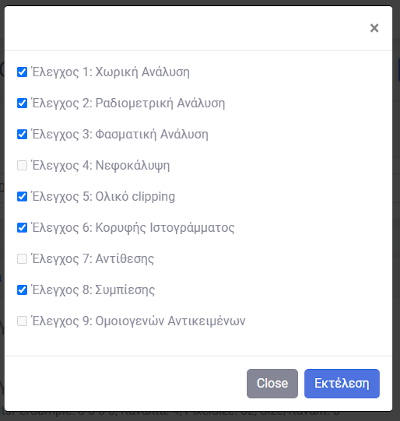 ×
Έλεγχος 1: Χωρική Ανάλυση
Έλεγχος 2: Ραδιομετρική Ανάλυση
Έλεγχος 3: Φασματική Ανάλυση
Έλεγχος 4: Νεφοκάλυψη
Έλεγχος 5: Ολικό clipping
Έλεγχος 6: Κορυφής Ιστογράμματος
Έλεγχος 7: Αντίθεσης
Έλεγχος 8: Συμπίεσης
Έλεγχος 9: Ομοιογενών Αντικειμένων
Close Εκτέλεση